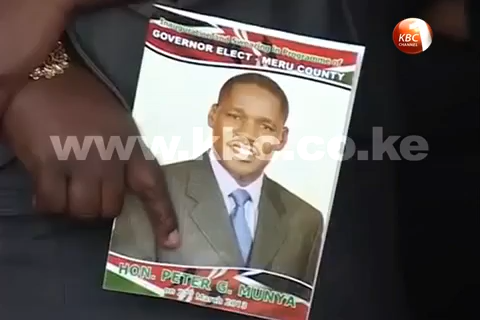 KBC
CHANNEL 1
Inauguration and Swearing In Programme of
GOVERNOR ELECT - MERU COUNTY
www.kbc.co.ke
HON. PETER G. MUNYA
on March 2013